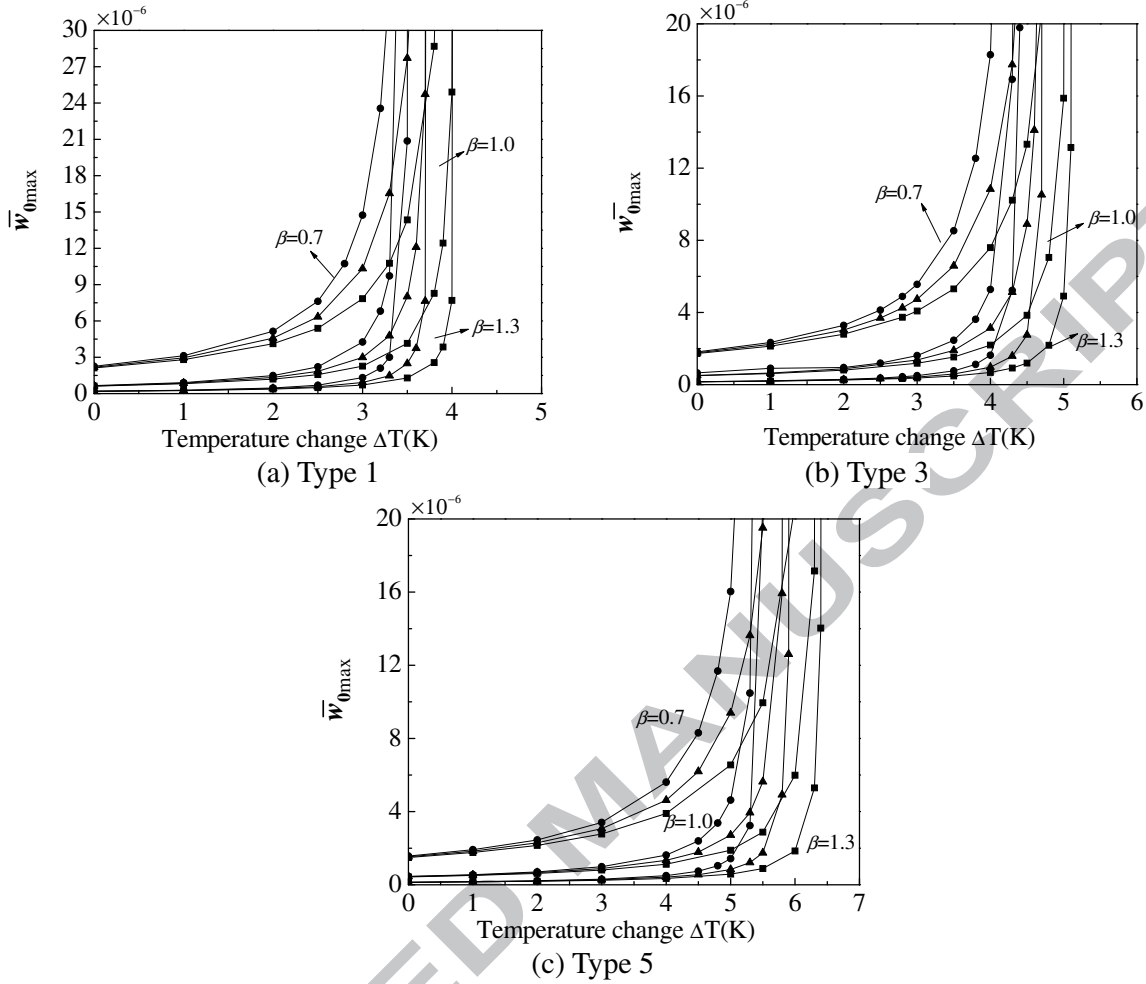 ×10⁻⁶
30
27
24
21
18
15
12
9
6
3
0
w̅₀max
β=0.7
β=1.0
β=1.3
0 1 2 3 4 5
Temperature change ΔT(K)
(a) Type 1
×10⁻⁶
20
16
12
8
4
0
w̅₀max
β=0.7
β=1.0
β=1.3
0 1 2 3 4 5 6
Temperature change ΔT(K)
(b) Type 3
×10⁻⁶
20
16
12
8
4
0
w̅₀max
β=0.7
β=1.0
β=1.3
0 1 2 3 4 5 6 7
Temperature change ΔT(K)
(c) Type 5
ED MANUSCRIPT